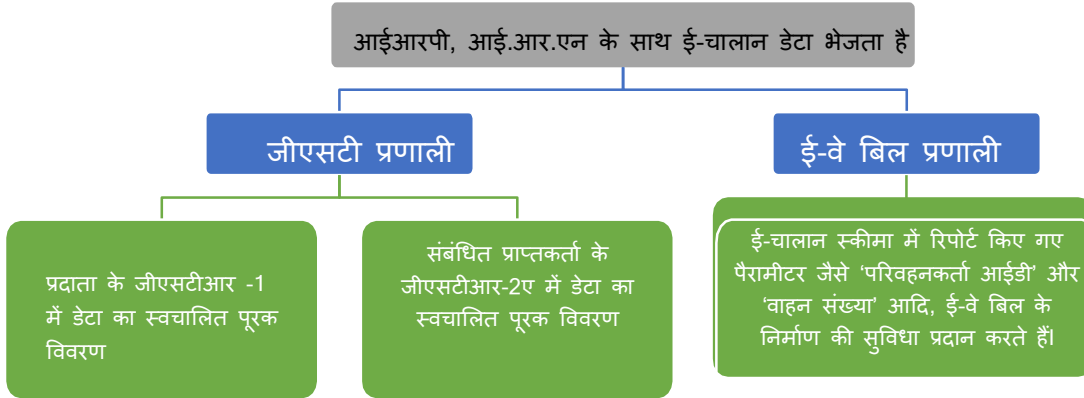 आईआरपी, आई.आर.एन के साथ ई-चालान डेटा भेजता है
जीएसटी प्रणाली
ई-वे बिल प्रणाली
प्रदाता के जीएसटीआर -1
में डेटा का स्वचालित पूरक
विवरण
संबंधित प्राप्तकर्ता के
जीएसटीआर-2ए में डेटा का
स्वचालित पूरक विवरण
ई-चालान स्कीमा में रिपोर्ट किए गए
पैरामीटर जैसे ‘परिवहनकर्ता आईडी’ और
‘वाहन संख्या’ आदि, ई-वे बिल के
निर्माण की सुविधा प्रदान करते हैं।